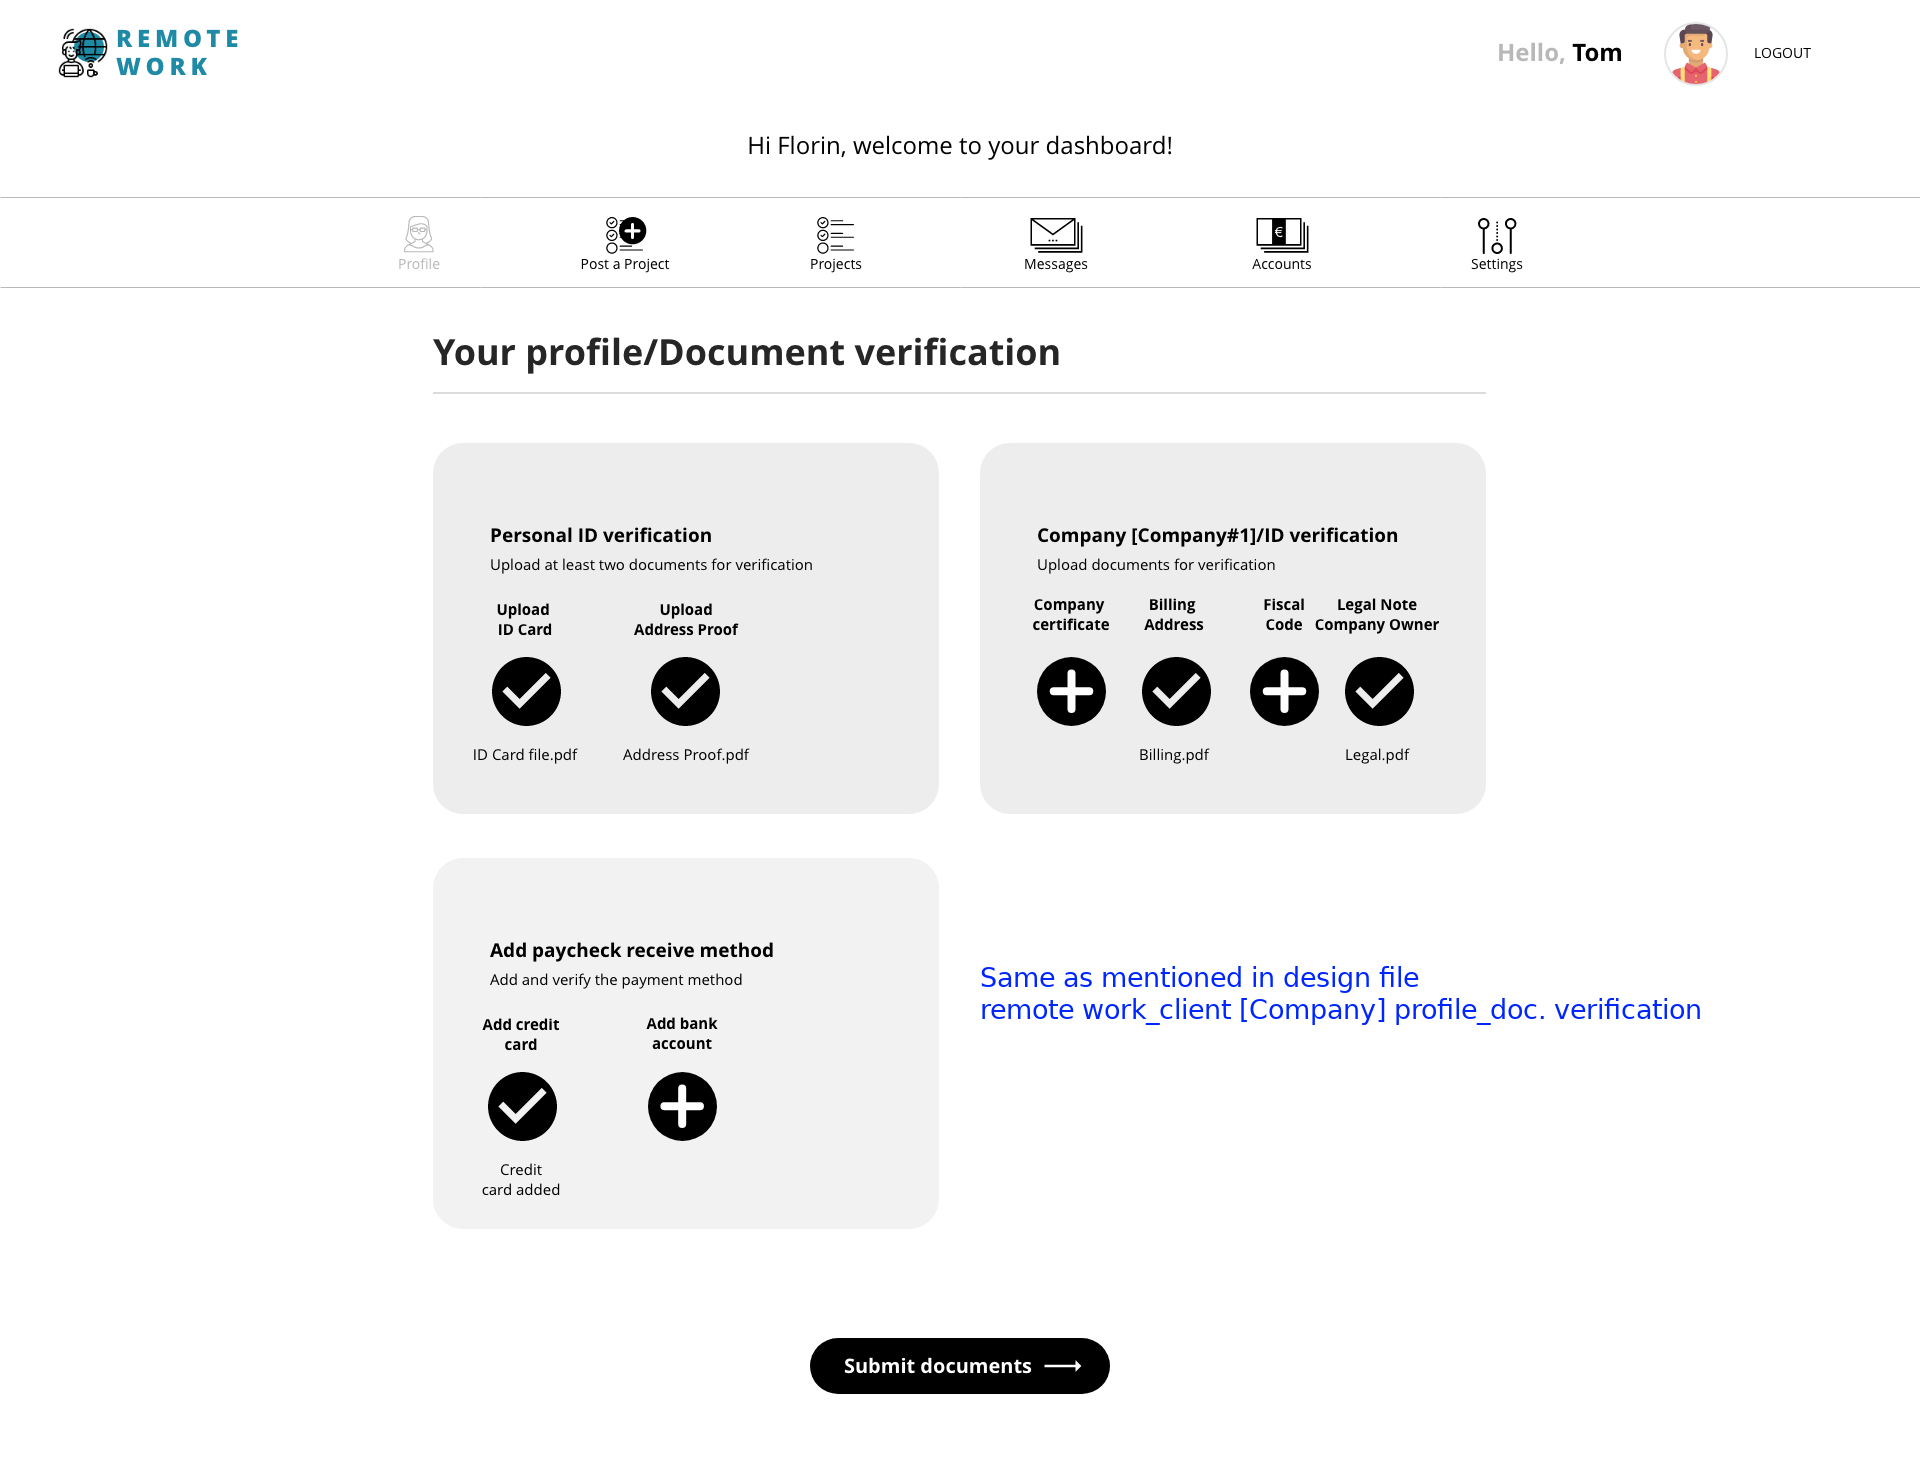 REMOTE
WORK
Hello, Tom
LOGOUT
Hi Florin, welcome to your dashboard!
Profile
Post a Project
Projects
Messages
€
Accounts
Settings
Your profile/Document verification
Personal ID verification
Upload at least two documents for verification
Upload
ID Card
Upload
Address Proof
ID Card file.pdf
Address Proof.pdf
Company [Company#1]/ID verification
Upload documents for verification
Company
certificate
Billing
Address
Fiscal
Code
Legal Note
Company Owner
Billing.pdf
Legal.pdf
Add paycheck receive method
Add and verify the payment method
Add credit
card
Add bank
account
Credit
card added
Same as mentioned in design file
remote work_client [Company] profile_doc. verification
Submit documents